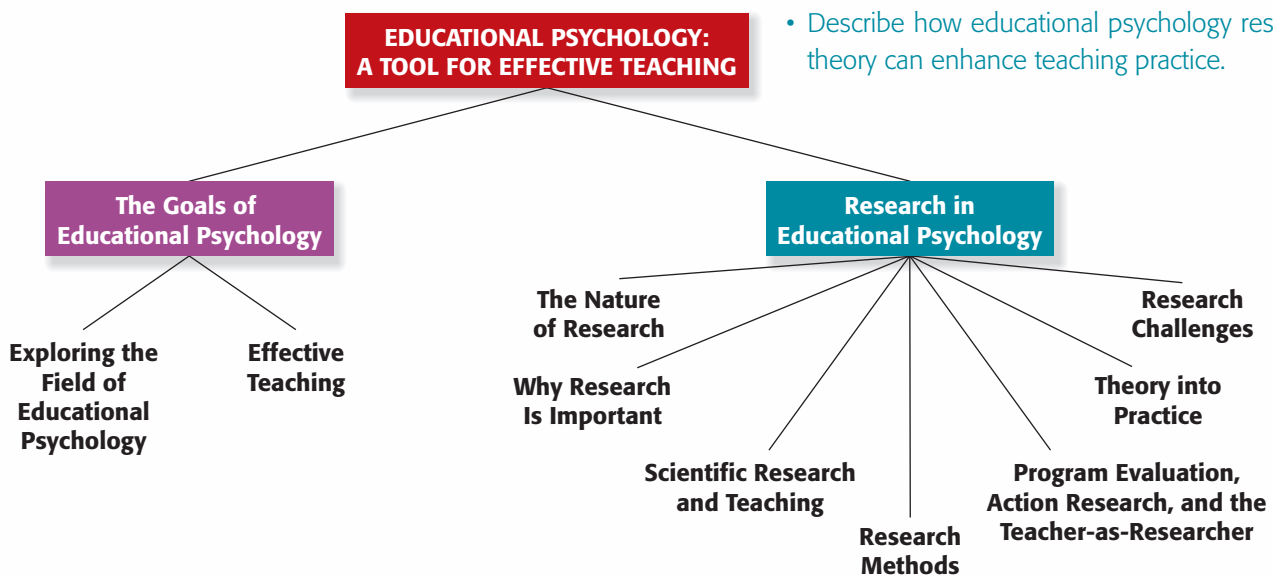 EDUCATIONAL PSYCHOLOGY:
A TOOL FOR EFFECTIVE TEACHING
• Describe how educational psychology res
theory can enhance teaching practice.
The Goals of
Educational Psychology
Research in
Educational Psychology
Exploring the
Field of
Educational
Psychology
Effective
Teaching
The Nature
of Research
Why Research
Is Important
Scientific Research
and Teaching
Research
Methods
Program Evaluation,
Action Research, and the
Teacher-as-Researcher
Theory into
Practice
Research
Challenges